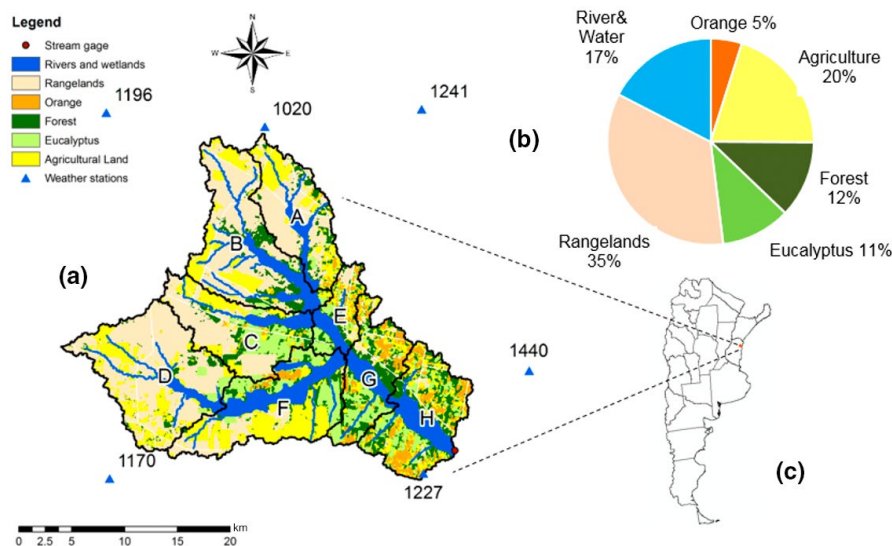 Legend
Stream gage
Rivers and wetlands
Rangelands
Orange
Forest
Eucalyptus
Agricultural Land
Weather stations
N
W E
S
1196
1020
1241
(a)
A
B
C
D
E
F
G
H
1440
1170
1227
0 2.5 5 10 15 20 km
(b)
River&
Water
17%
Orange 5%
Agriculture
20%
Forest
12%
Eucalyptus 11%
Rangelands
35%
(c)